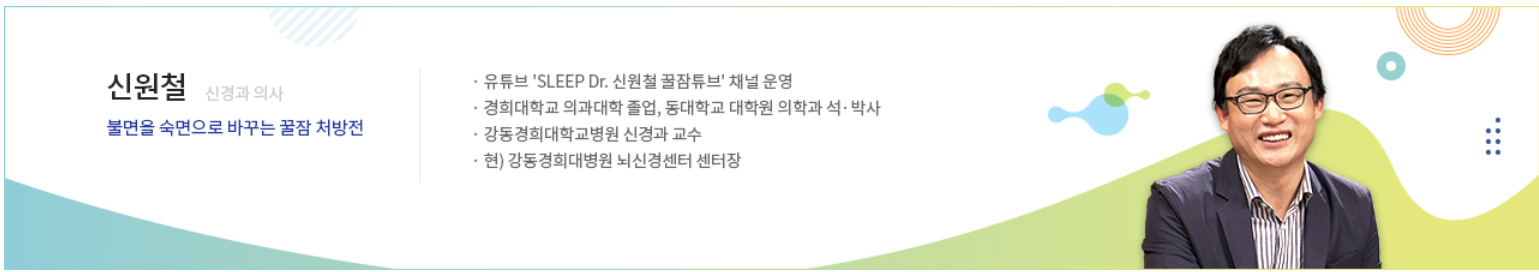 신원철 신경과 의사
불면을 숙면으로 바꾸는 꿀잠 처방전
· 유튜브 'SLEEP Dr. 신원철 꿀잠튜브' 채널 운영
· 경희대학교 의과대학 졸업, 동대학교 대학원 의학과 석·박사
· 강동경희대학교병원 신경과 교수
· 현) 강동경희대병원 뇌신경센터 센터장